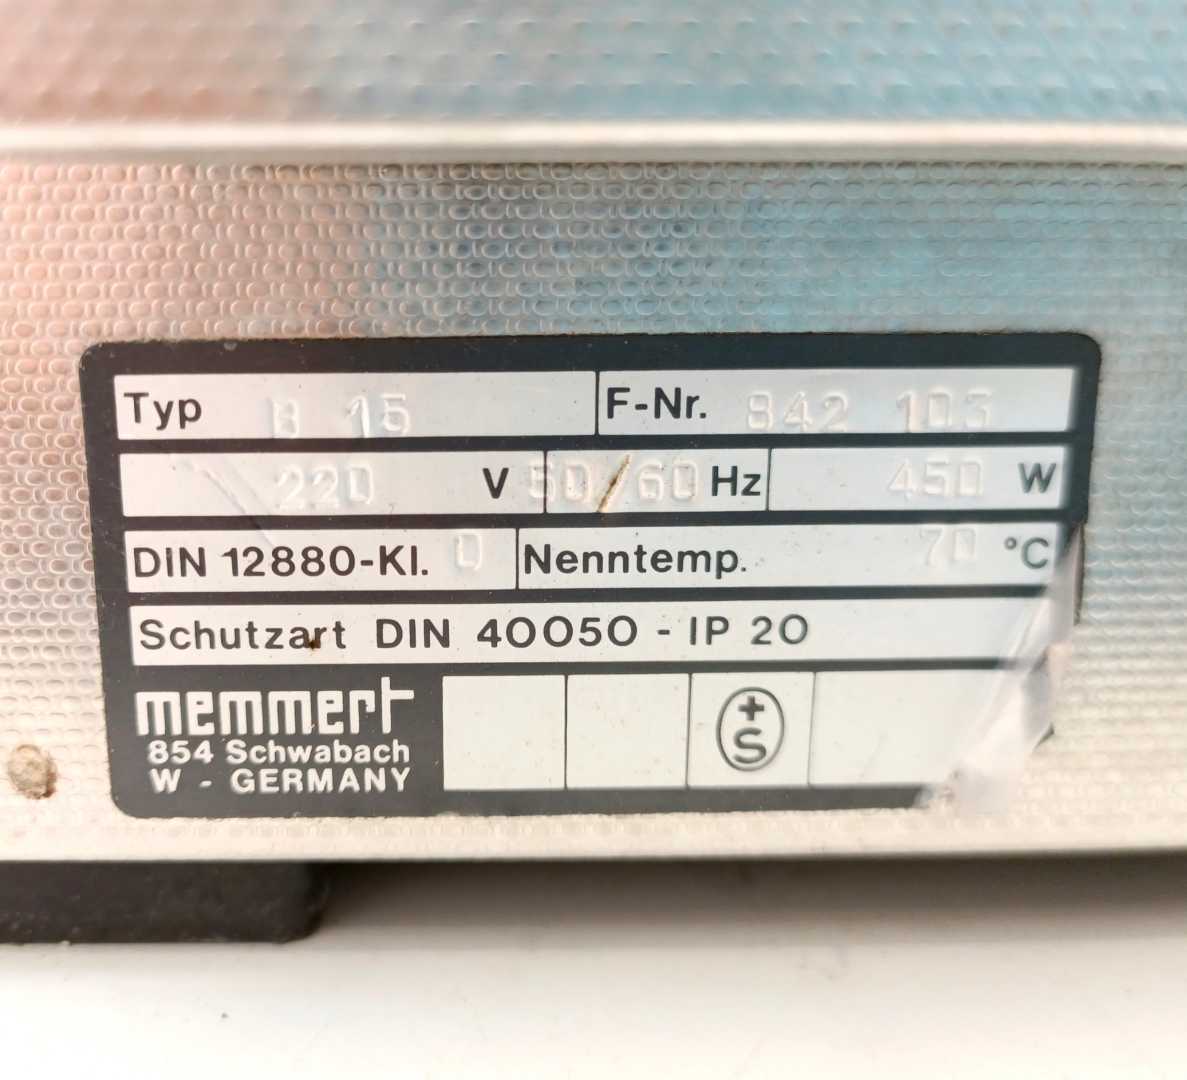 Typ B 15 F-Nr. 842 103
220 V 50/60 Hz 450 W
DIN 12880-Kl. 0 Nenntemp. 70 °C
Schutzart DIN 40050 - IP 20
memmert
854 Schwabach
W - GERMANY
+
S